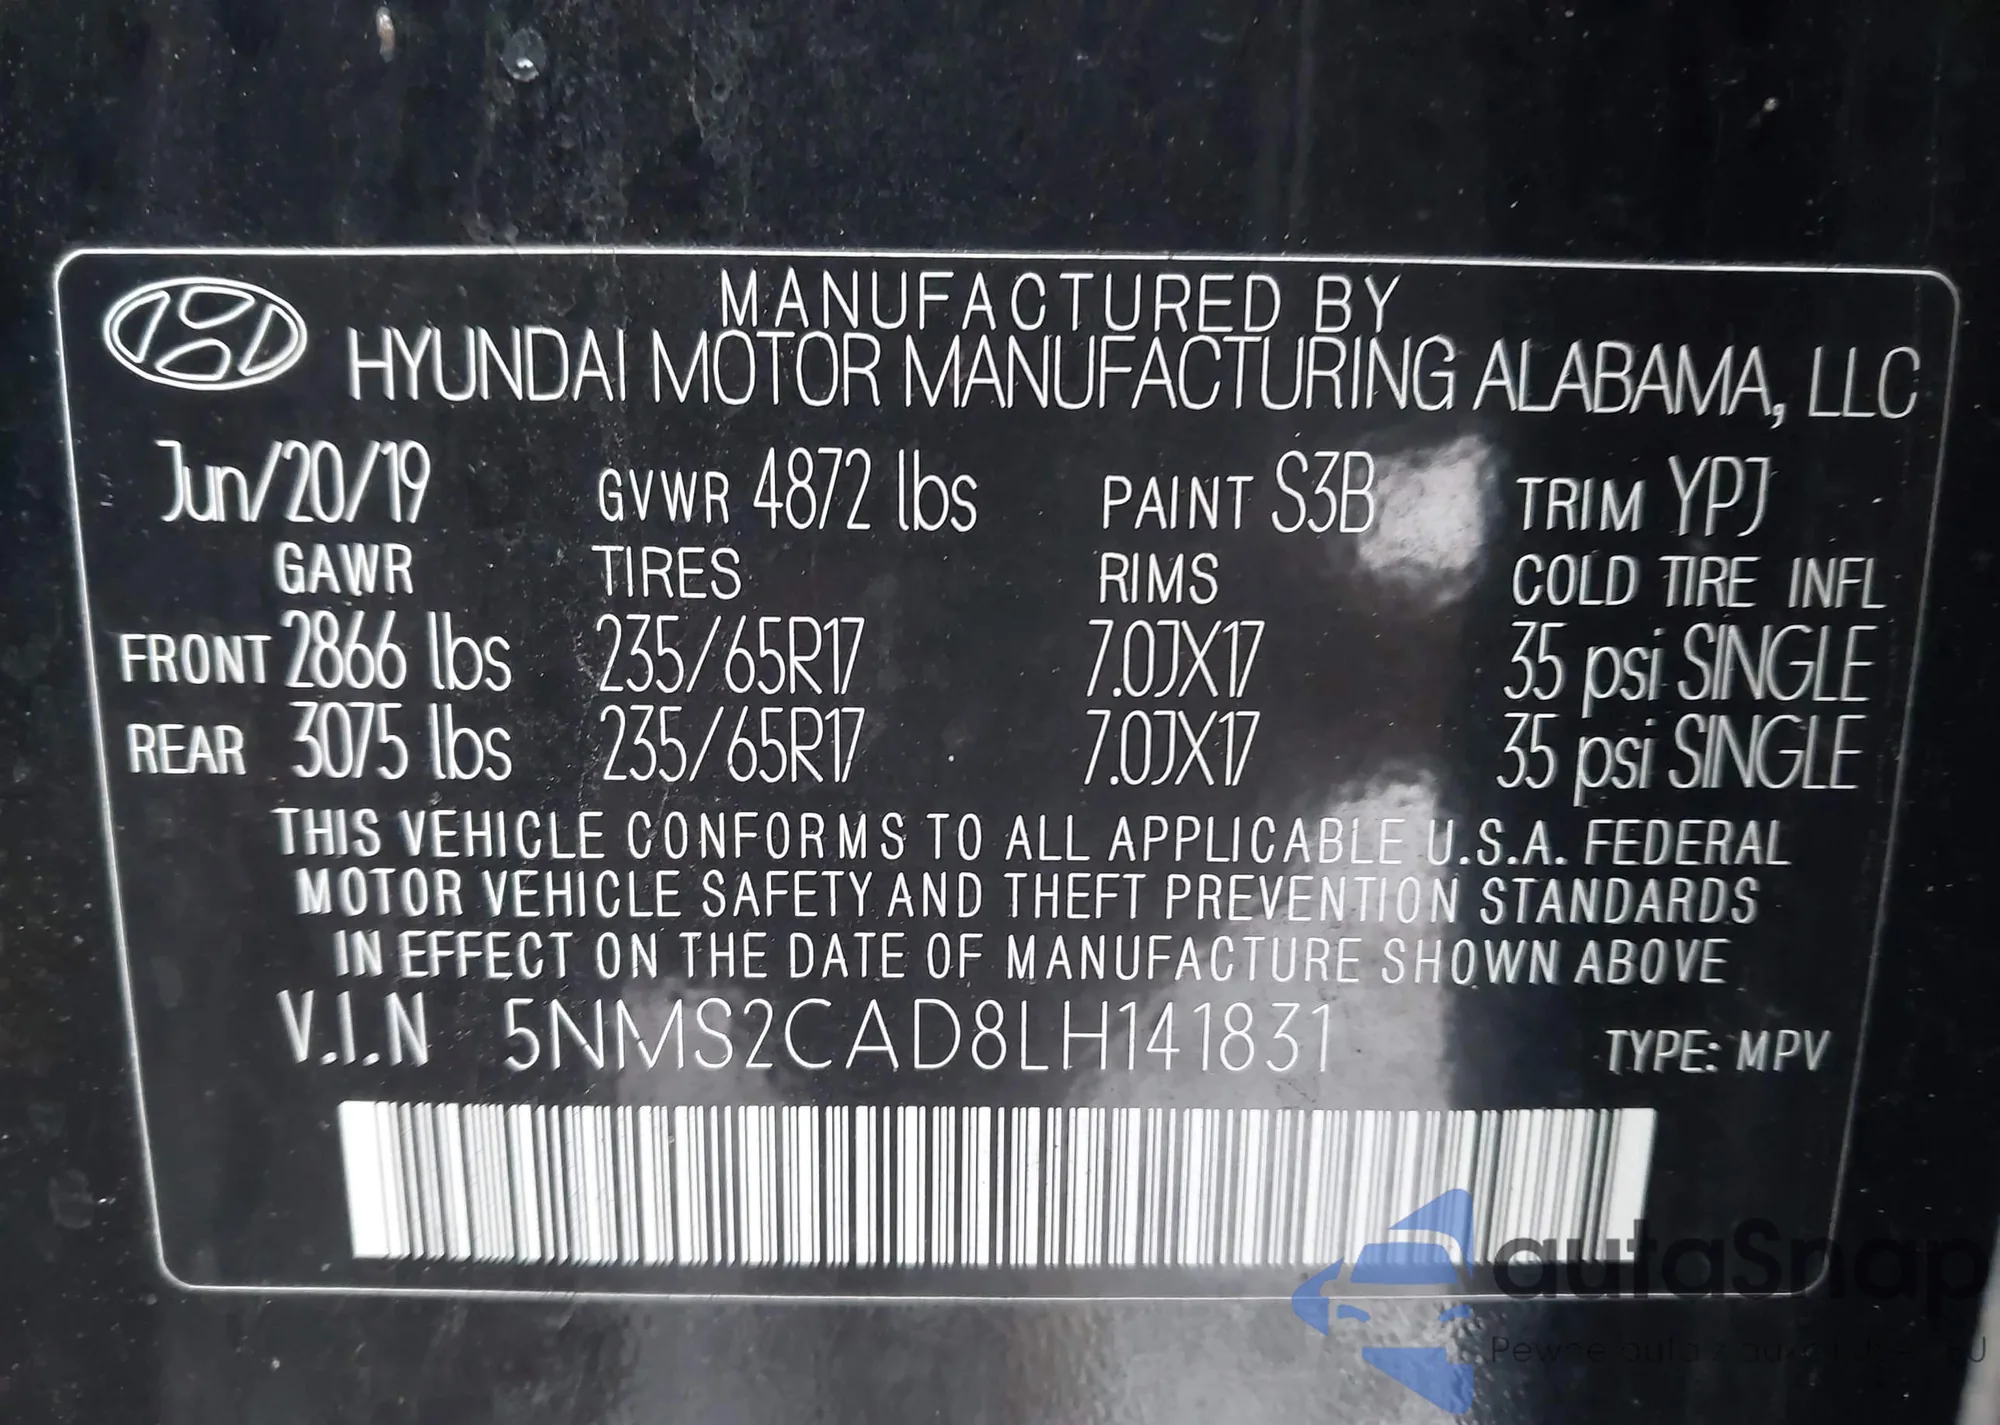 MANUFACTURED BY
HYUNDAI MOTOR MANUFACTURING ALABAMA, LLC
Jun/20/19 GVWR 4872 lbs PAINT S3B TRIM YPJ
GAWR TIRES RIMS COLD TIRE INFL
FRONT 2866 lbs 235/65R17 7.0JX17 35 psi SINGLE
REAR 3075 lbs 235/65R17 7.0JX17 35 psi SINGLE
THIS VEHICLE CONFORMS TO ALL APPLICABLE U.S.A. FEDERAL
MOTOR VEHICLE SAFETY AND THEFT PREVENTION STANDARDS
IN EFFECT ON THE DATE OF MANUFACTURE SHOWN ABOVE
V.I.N 5NMS2CAD8LH141831 TYPE: MPV
autaSnap
Pewne auta z